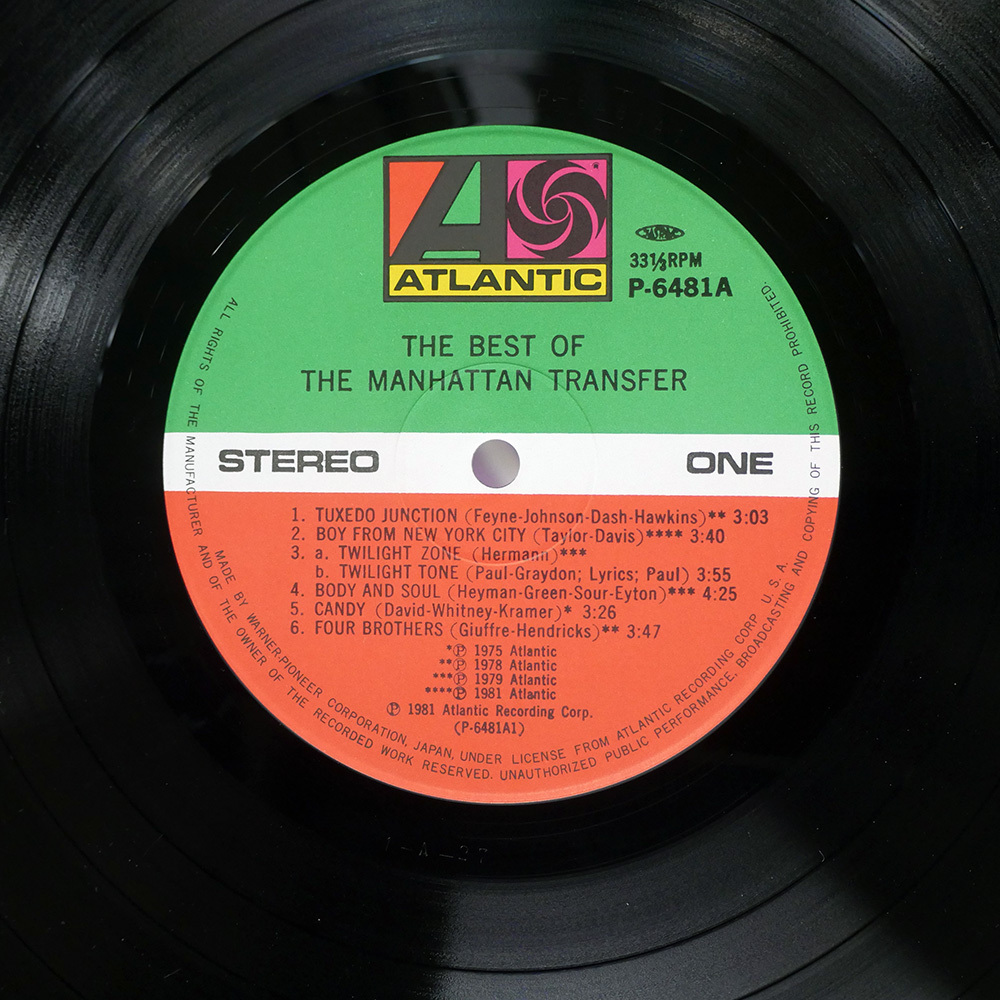 ATLANTIC
33⅓RPM
P-6481A
THE BEST OF
THE MANHATTAN TRANSFER
STEREO
ONE
1. TUXEDO JUNCTION (Feyne-Johnson-Dash-Hawkins)** 3:03
2. BOY FROM NEW YORK CITY (Taylor-Davis)**** 3:40
3. a. TWILIGHT ZONE (Hermann)***
b. TWILIGHT TONE (Paul-Graydon; Lyrics; Paul) 3:55
4. BODY AND SOUL (Heyman-Green-Sour-Eyton)*** 4:25
5. CANDY (David-Whitney-Kramer)* 3:26
6. FOUR BROTHERS (Giuffre-Hendricks)** 3:47
*℗ 1975 Atlantic
**℗ 1978 Atlantic
***℗ 1979 Atlantic
****℗ 1981 Atlantic
℗ 1981 Atlantic Recording Corp.
(P-6481A1)
MADE BY WARNER-PIONEER CORPORATION, JAPAN, UNDER LICENSE FROM ATLANTIC RECORDING CORP. U.S.A.
ALL RIGHTS OF THE MANUFACTURER AND OF THE OWNER OF THE RECORDED WORK RESERVED. UNAUTHORIZED PUBLIC PERFORMANCE, BROADCASTING AND COPYING OF THIS RECORD PROHIBITED.